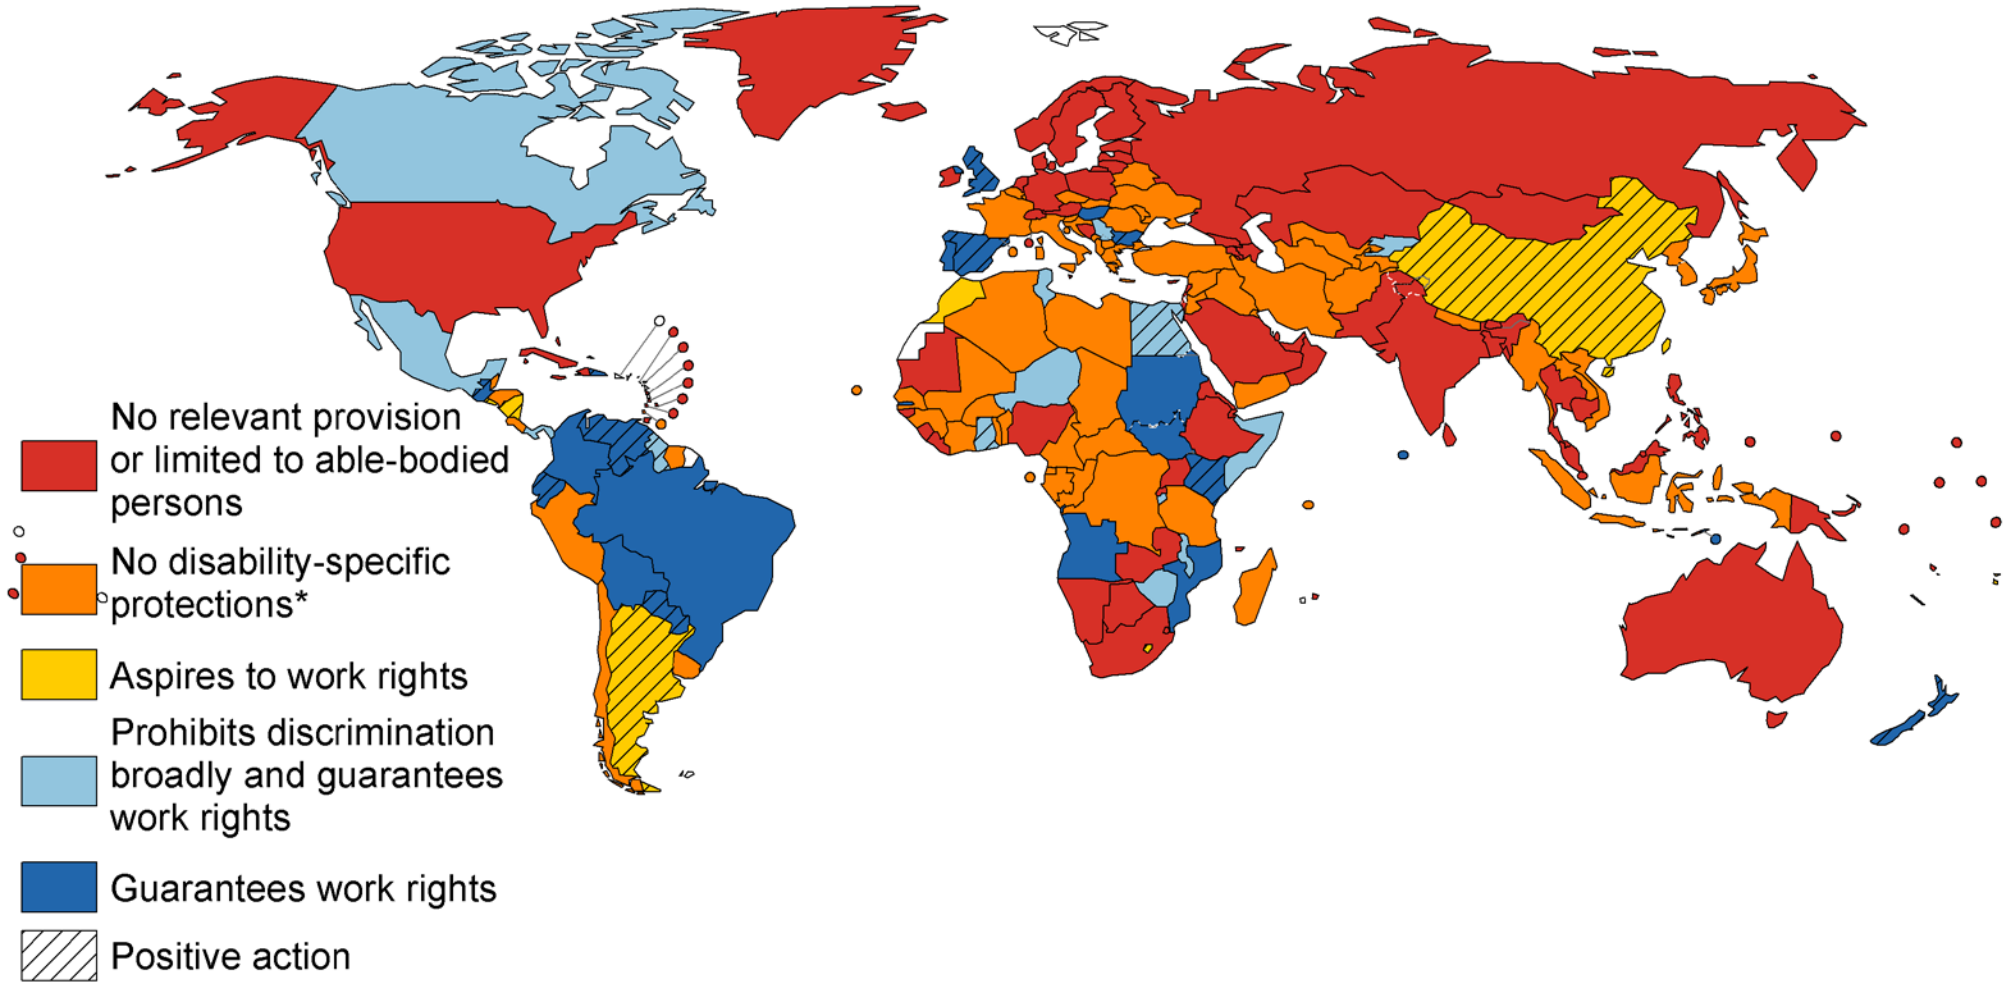 No relevant provision
or limited to able-bodied
persons
No disability-specific
protections*
Aspires to work rights
Prohibits discrimination
broadly and guarantees
work rights
Guarantees work rights
Positive action